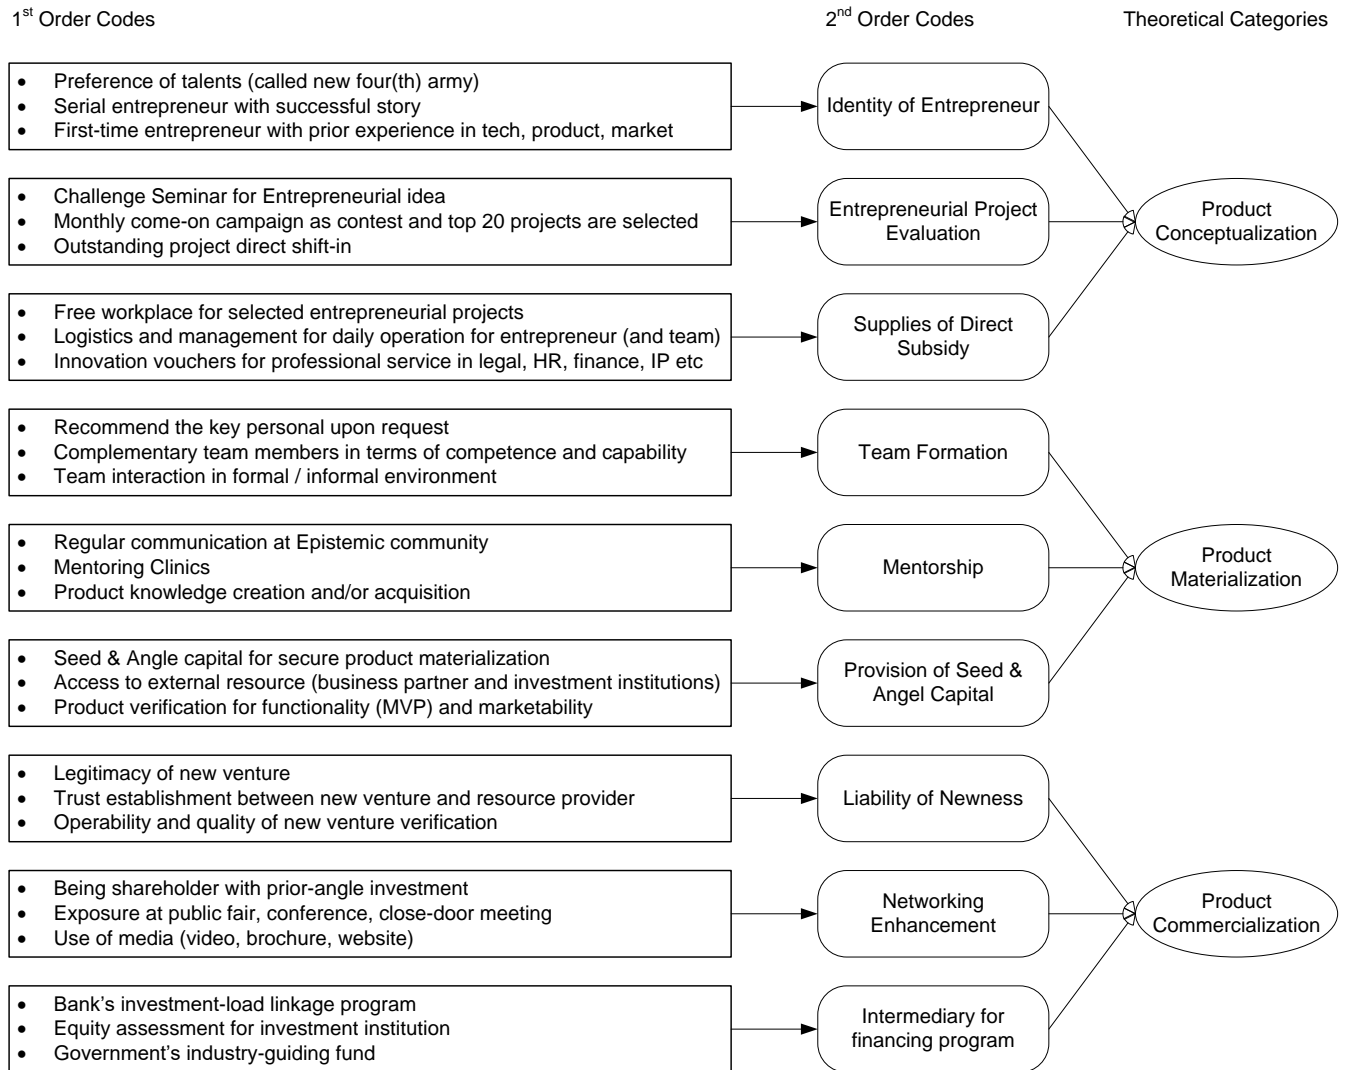 1st Order Codes
2nd Order Codes
Theoretical Categories
• Preference of talents (called new four(th) army)
• Serial entrepreneur with successful story
• First-time entrepreneur with prior experience in tech, product, market
Identity of Entrepreneur
• Challenge Seminar for Entrepreneurial idea
• Monthly come-on campaign as contest and top 20 projects are selected
• Outstanding project direct shift-in
Entrepreneurial Project
Evaluation
Product
Conceptualization
• Free workplace for selected entrepreneurial projects
• Logistics and management for daily operation for entrepreneur (and team)
• Innovation vouchers for professional service in legal, HR, finance, IP etc
Supplies of Direct
Subsidy
• Recommend the key personal upon request
• Complementary team members in terms of competence and capability
• Team interaction in formal / informal environment
Team Formation
• Regular communication at Epistemic community
• Mentoring Clinics
• Product knowledge creation and/or acquisition
Mentorship
Product
Materialization
• Seed & Angle capital for secure product materialization
• Access to external resource (business partner and investment institutions)
• Product verification for functionality (MVP) and marketability
Provision of Seed &
Angel Capital
• Legitimacy of new venture
• Trust establishment between new venture and resource provider
• Operability and quality of new venture verification
Liability of Newness
• Being shareholder with prior-angle investment
• Exposure at public fair, conference, close-door meeting
• Use of media (video, brochure, website)
Networking
Enhancement
Product
Commercialization
• Bank's investment-load linkage program
• Equity assessment for investment institution
• Government's industry-guiding fund
Intermediary for
financing program